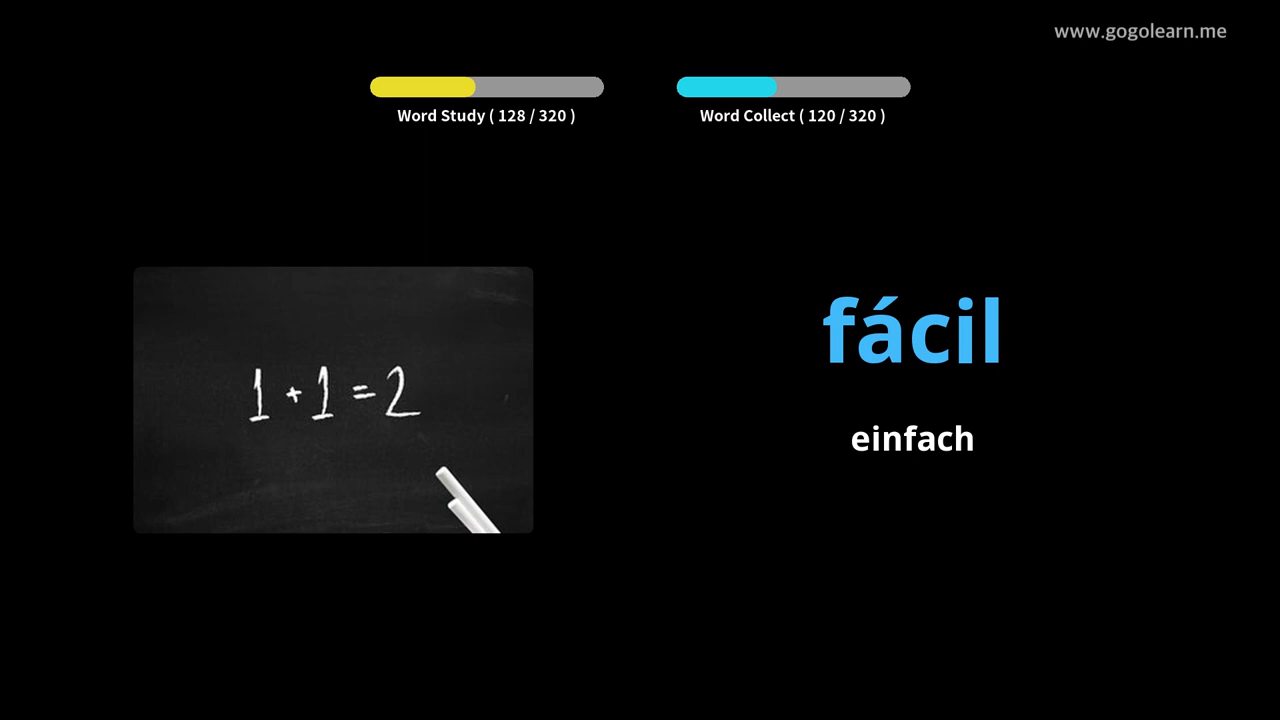 www.gogolearn.me
Word Study ( 128 / 320 )
Word Collect ( 120 / 320 )
1 + 1 = 2
fácil
einfach